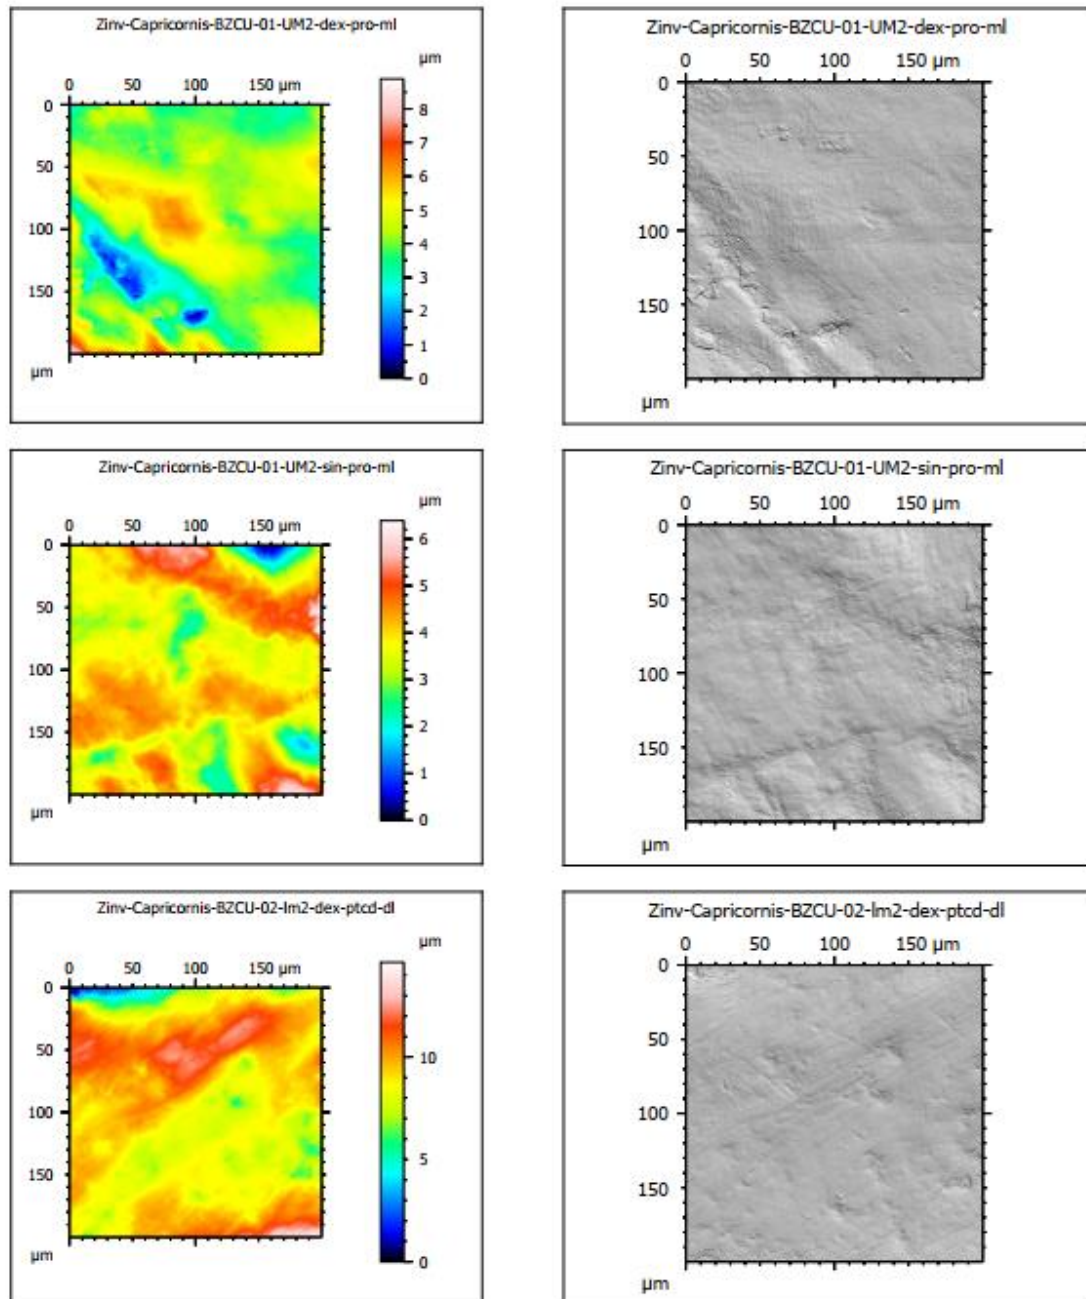 Zinv-Capricornis-BZCU-01-UM2-dex-pro-ml
µm
0 50 100 150 µm
8
7
6
5
4
3
2
1
0
0
50
100
150
µm
Zinv-Capricornis-BZCU-01-UM2-dex-pro-ml
0 50 100 150 µm
0
50
100
150
µm
Zinv-Capricornis-BZCU-01-UM2-sin-pro-ml
µm
0 50 100 150 µm
6
5
4
3
2
1
0
0
50
100
150
µm
Zinv-Capricornis-BZCU-01-UM2-sin-pro-ml
0 50 100 150 µm
0
50
100
150
µm
Zinv-Capricornis-BZCU-02-lm2-dex-ptcd-dl
µm
0 50 100 150 µm
10
5
0
0
50
100
150
µm
Zinv-Capricornis-BZCU-02-lm2-dex-ptcd-dl
0 50 100 150 µm
0
50
100
150
µm